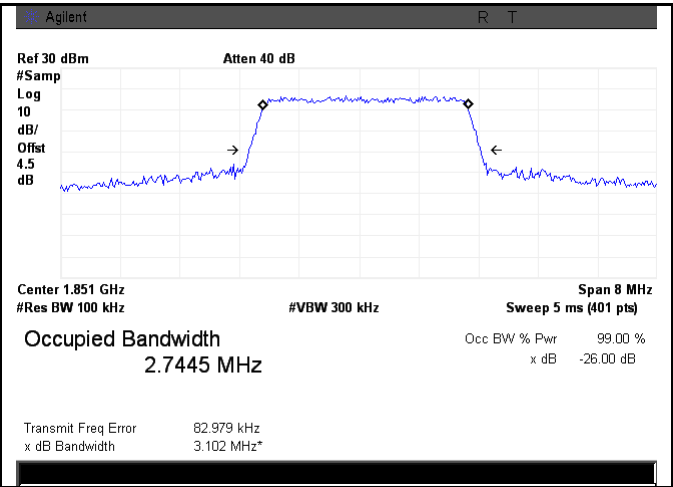 Agilent R T
Ref 30 dBm Atten 40 dB
#Samp
Log
10
dB/
Offst
4.5
dB
Center 1.851 GHz Span 8 MHz
#Res BW 100 kHz #VBW 300 kHz Sweep 5 ms (401 pts)
Occupied Bandwidth Occ BW % Pwr 99.00 %
2.7445 MHz x dB -26.00 dB
Transmit Freq Error 82.979 kHz
x dB Bandwidth 3.102 MHz*